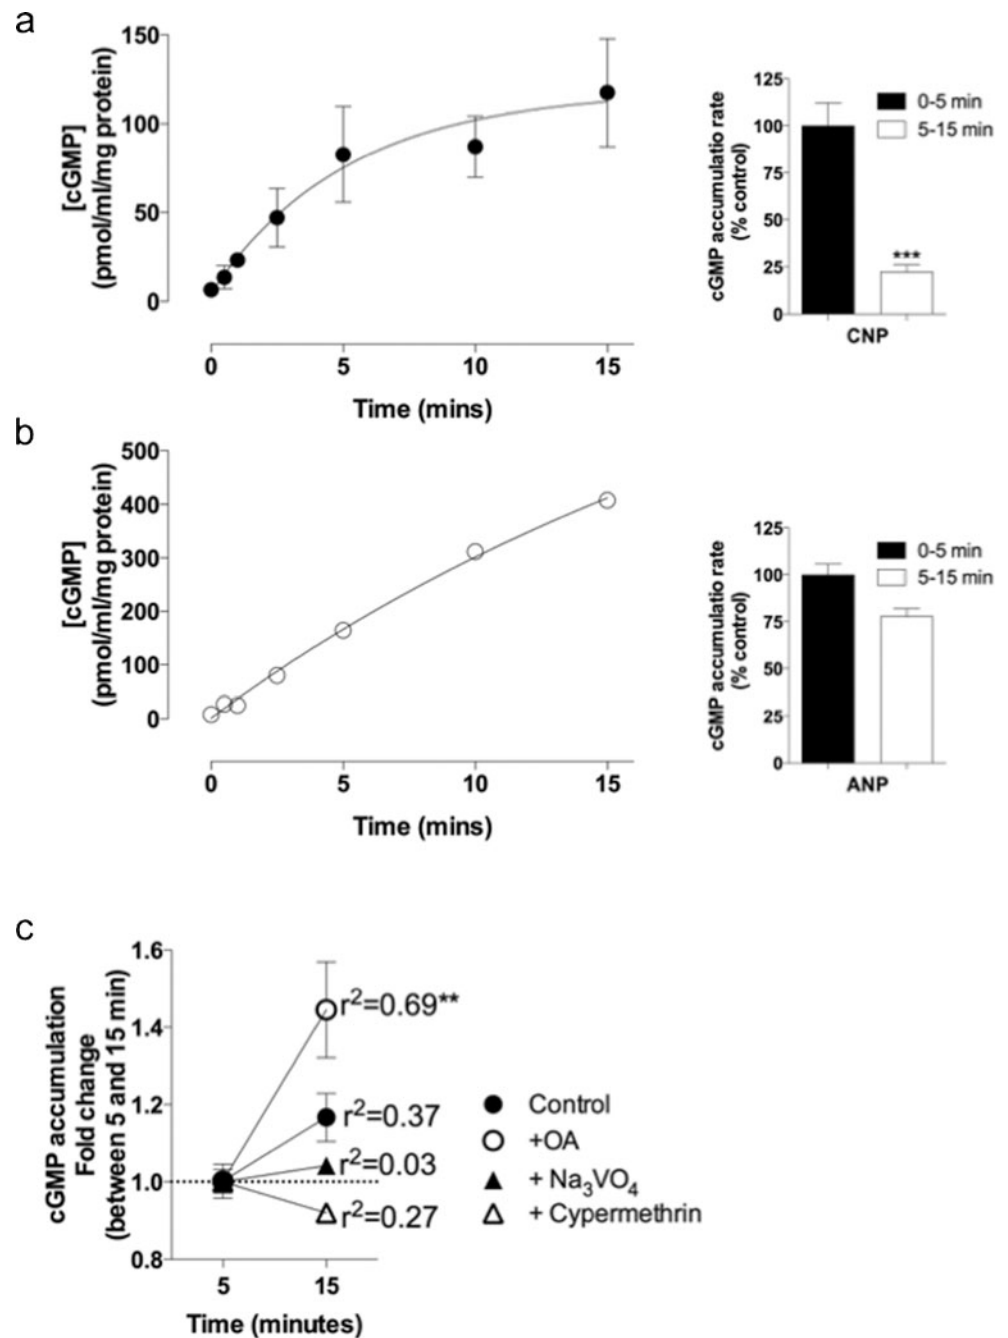 a
[cGMP]
(pmol/ml/mg protein)
150
100
50
0
0 5 10 15
Time (mins)
cGMP accumulatio rate
(% control)
125
100
75
50
25
0
0-5 min
5-15 min
***
CNP
b
[cGMP]
(pmol/ml/mg protein)
500
400
300
200
100
0
0 5 10 15
Time (mins)
cGMP accumulatio rate
(% control)
125
100
75
50
25
0
0-5 min
5-15 min
ANP
c
cGMP accumulation
Fold change
(between 5 and 15 min)
1.6
1.4
1.2
1.0
0.8
r²=0.69**
r²=0.37
r²=0.03
r²=0.27
Control
+OA
+ Na₃VO₄
+ Cypermethrin
5 15
Time (minutes)